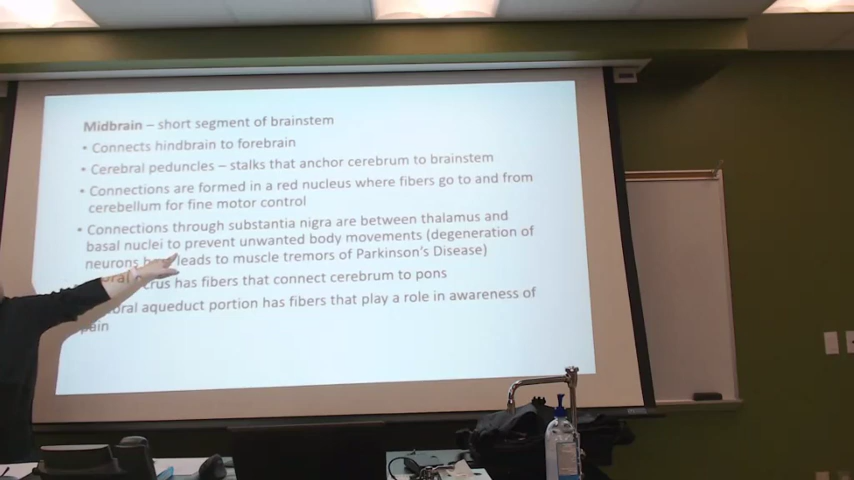 Midbrain – short segment of brainstem
• Connects hindbrain to forebrain
• Cerebral peduncles – stalks that anchor cerebrum to brainstem
• Connections are formed in a red nucleus where fibers go to and from
cerebellum for fine motor control
• Connections through substantia nigra are between thalamus and
basal nuclei to prevent unwanted body movements (degeneration of
neurons leads to muscle tremors of Parkinson's Disease)
has fibers that connect cerebrum to pons
aqueduct portion has fibers that play a role in awareness of
pain